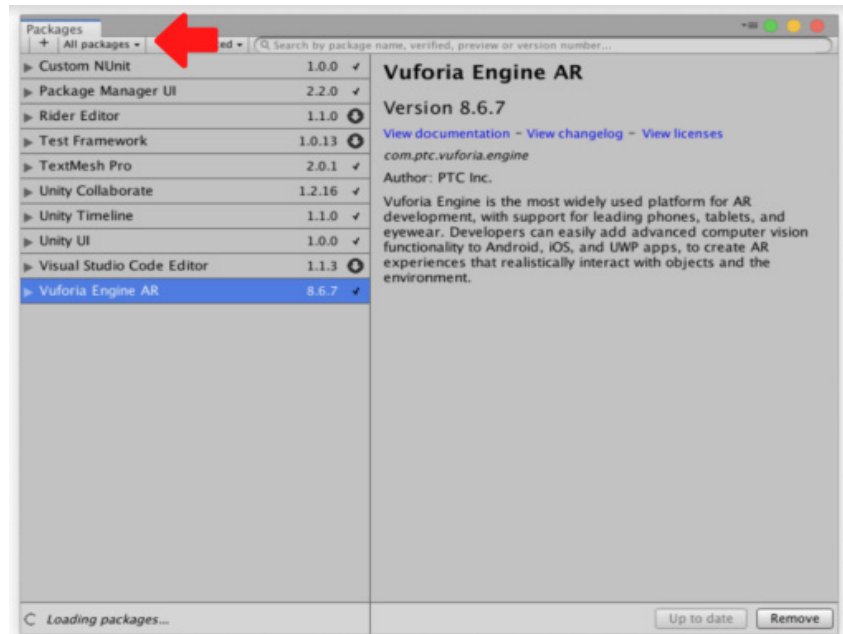 Packages
+ All packages ed Search by package name, verified, preview or version number...
Custom NUnit 1.0.0
Package Manager UI 2.2.0
Rider Editor 1.1.0
Test Framework 1.0.13
TextMesh Pro 2.0.1
Unity Collaborate 1.2.16
Unity Timeline 1.1.0
Unity UI 1.0.0
Visual Studio Code Editor 1.1.3
Vuforia Engine AR 8.6.7
Loading packages...
Vuforia Engine AR
Version 8.6.7
View documentation - View changelog - View licenses
com.ptc.vuforia.engine
Author: PTC Inc.
Vuforia Engine is the most widely used platform for AR
development, with support for leading phones, tablets, and
eyewear. Developers can easily add advanced computer vision
functionality to Android, iOS, and UWP apps, to create AR
experiences that realistically interact with objects and the
environment.
Up to date Remove